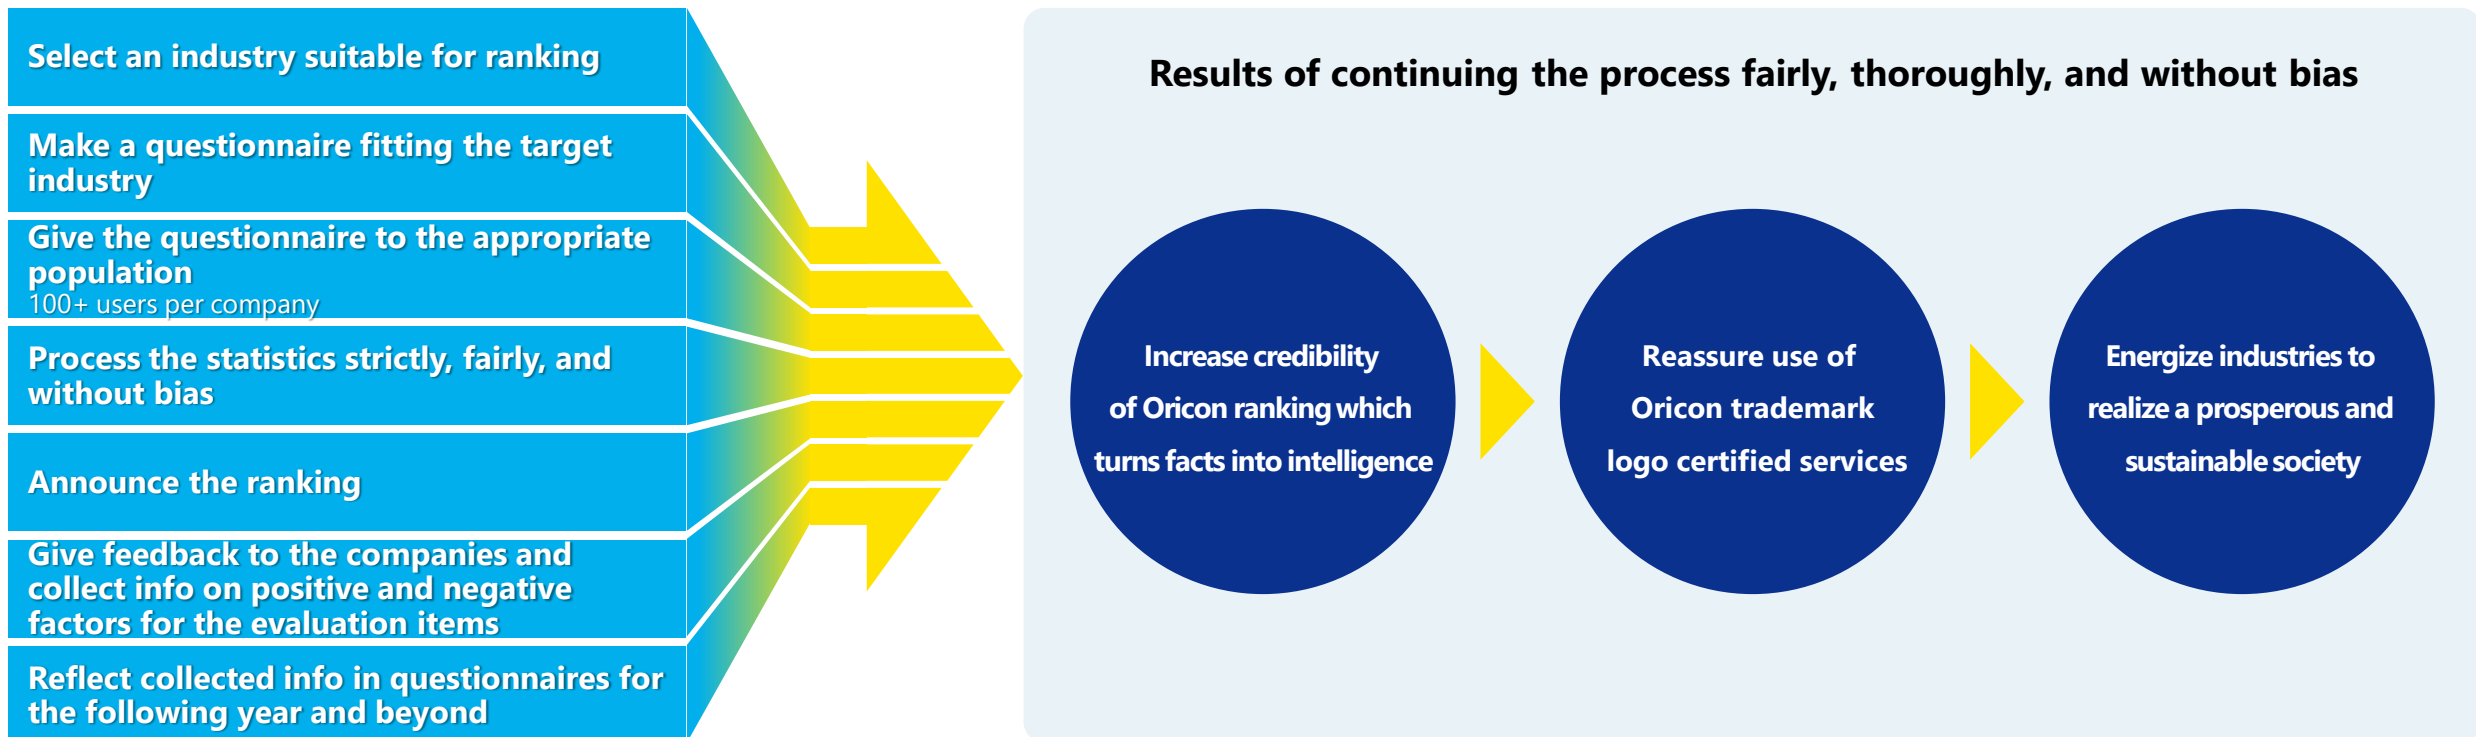 Select an industry suitable for ranking
Make a questionnaire fitting the target
industry
Give the questionnaire to the appropriate
population
100+ users per company
Process the statistics strictly, fairly, and
without bias
Announce the ranking
Give feedback to the companies and
collect info on positive and negative
factors for the evaluation items
Reflect collected info in questionnaires for
the following year and beyond
Results of continuing the process fairly, thoroughly, and without bias
Increase credibility
of Oricon ranking which
turns facts into intelligence
Reassure use of
Oricon trademark
logo certified services
Energize industries to
realize a prosperous and
sustainable society